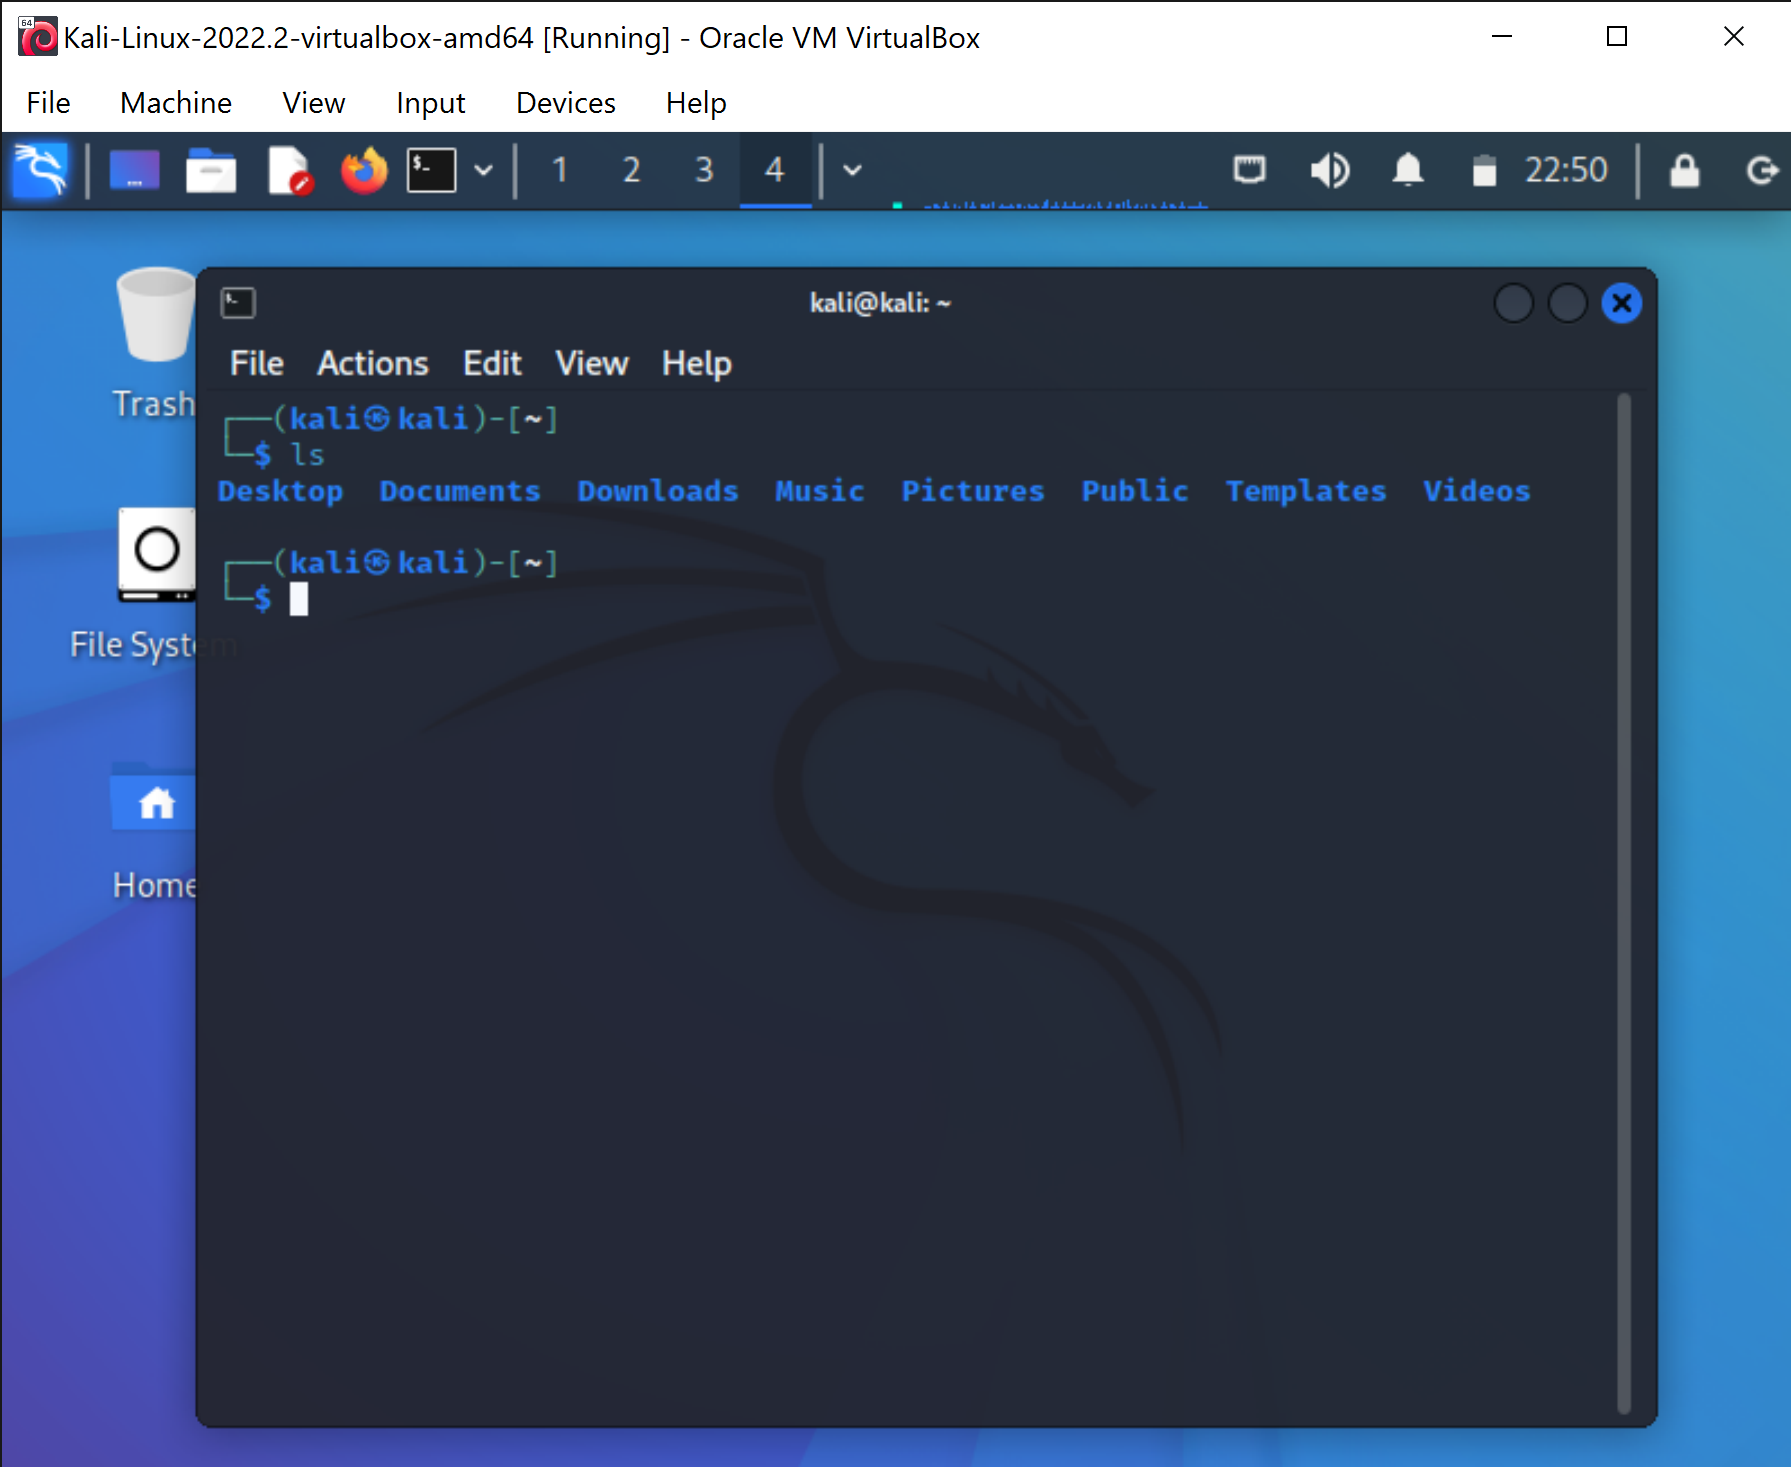 64
Kali-Linux-2022.2-virtualbox-amd64 [Running] - Oracle VM VirtualBox
File Machine View Input Devices Help
$- 1 2 3 4 22:50
kali@kali: ~
File Actions Edit View Help
Trash
┌──(kali㉿kali)-[~]
└─$ ls
Desktop Documents Downloads Music Pictures Public Templates Videos
┌──(kali㉿kali)-[~]
└─$
File System
Home